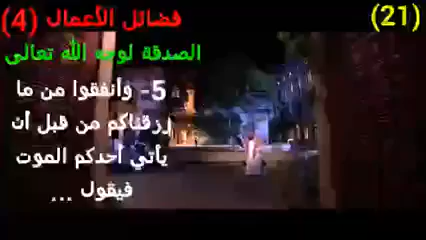 (21)
فضائل الأعمال (4)
الصدقة لوجه الله تعالى
5- وأنفقوا من ما
رزقناكم من قبل أن
يأتي أحدكم الموت
فيقول ...